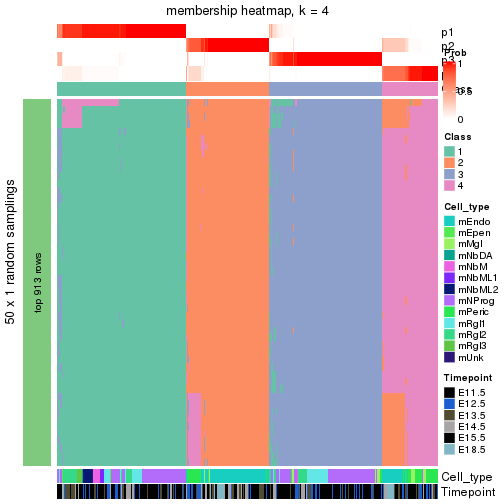 membership heatmap, k = 4
p1
p2
p3
Prob
1
0.5
0
Class
1
2
3
4
Cell_type
mEndo
mEpen
mMgl
mNbDA
mNbM
mNbML1
mNbML2
mNProg
mPeric
mRgl1
mRgl2
mRgl3
mUnk
Timepoint
E11.5
E12.5
E13.5
E14.5
E15.5
E18.5
50 x 1 random samplings
top 913 rows
Cell_type
Timepoint